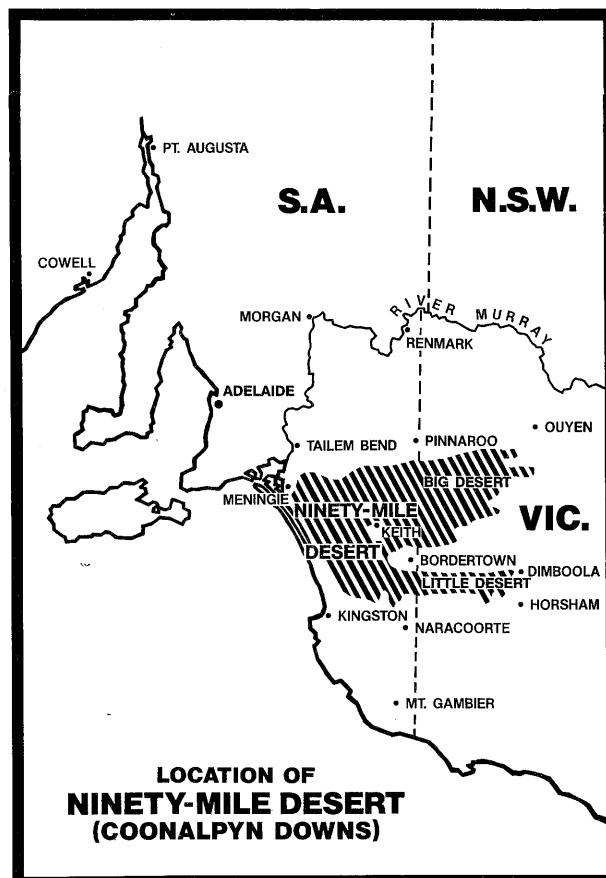 PT. AUGUSTA
S.A.
N.S.W.
COWELL
MORGAN
RIVER MURRAY
RENMARK
ADELAIDE
OUYEN
TAILEM BEND
PINNAROO
BIG DESERT
MENINGIE
NINETY-MILE
DESERT
KEITH
VIC.
BORDERTOWN
DIMBOOLA
LITTLE DESERT
HORSHAM
KINGSTON
NARACOORTE
MT. GAMBIER
LOCATION OF
NINETY-MILE DESERT
(COONALPYN DOWNS)